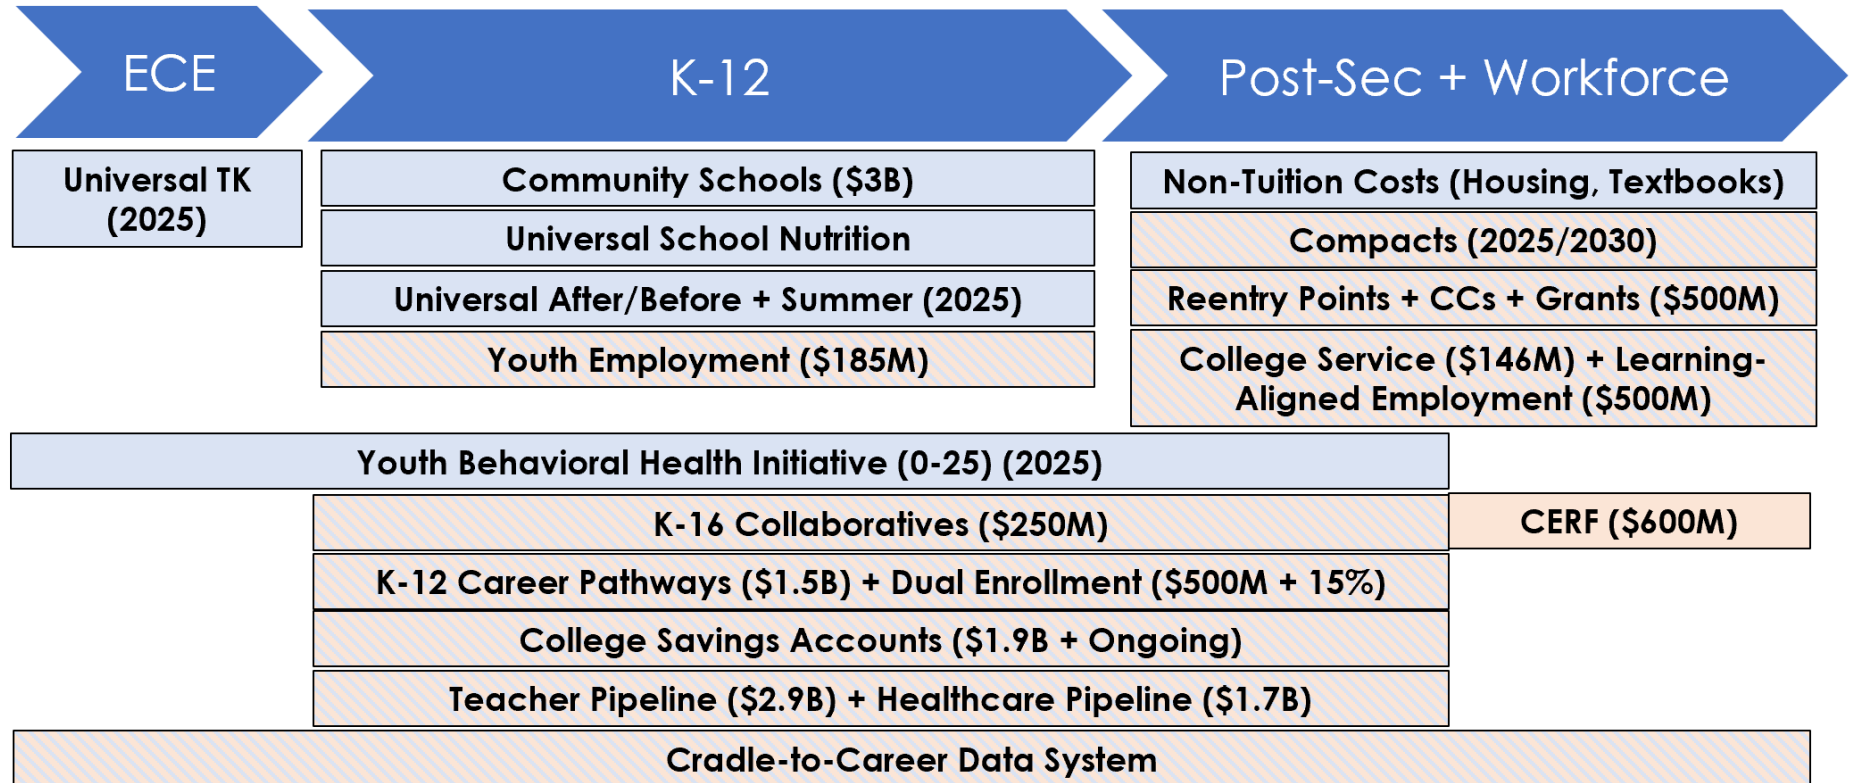 ECE
K-12
Post-Sec + Workforce
Universal TK
(2025)
Community Schools ($3B)
Universal School Nutrition
Universal After/Before + Summer (2025)
Youth Employment ($185M)
Non-Tuition Costs (Housing, Textbooks)
Compacts (2025/2030)
Reentry Points + CCs + Grants ($500M)
College Service ($146M) + Learning-
Aligned Employment ($500M)
Youth Behavioral Health Initiative (0-25) (2025)
K-16 Collaboratives ($250M)
CERF ($600M)
K-12 Career Pathways ($1.5B) + Dual Enrollment ($500M + 15%)
College Savings Accounts ($1.9B + Ongoing)
Teacher Pipeline ($2.9B) + Healthcare Pipeline ($1.7B)
Cradle-to-Career Data System